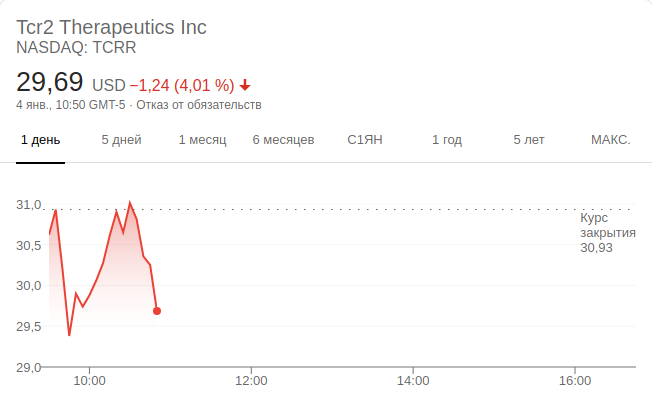 Tcr2 Therapeutics Inc
NASDAQ: TCRR
29,69 USD −1,24 (4,01 %)
4 янв., 10:50 GMT-5 · Отказ от обязательств
1 день 5 дней 1 месяц 6 месяцев С1ЯН 1 год 5 лет МАКС.
31,0
30,5
30,0
29,5
29,0
Курс
закрытия
30,93
10:00 12:00 14:00 16:00